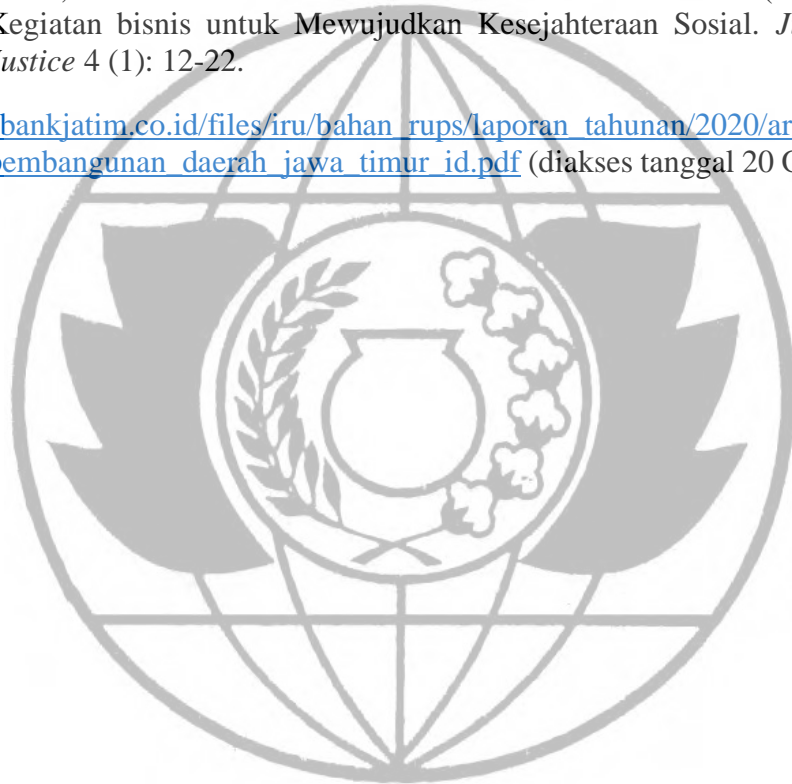 Kegiatan bisnis untuk Mewujudkan Kesejahteraan Sosial.
Justice 4 (1): 12-22.
bankjatim.co.id/files/iru/bahan_rups/laporan_tahunan/2020/ar
pembangunan_daerah_jawa_timur_id.pdf (diakses tanggal 20